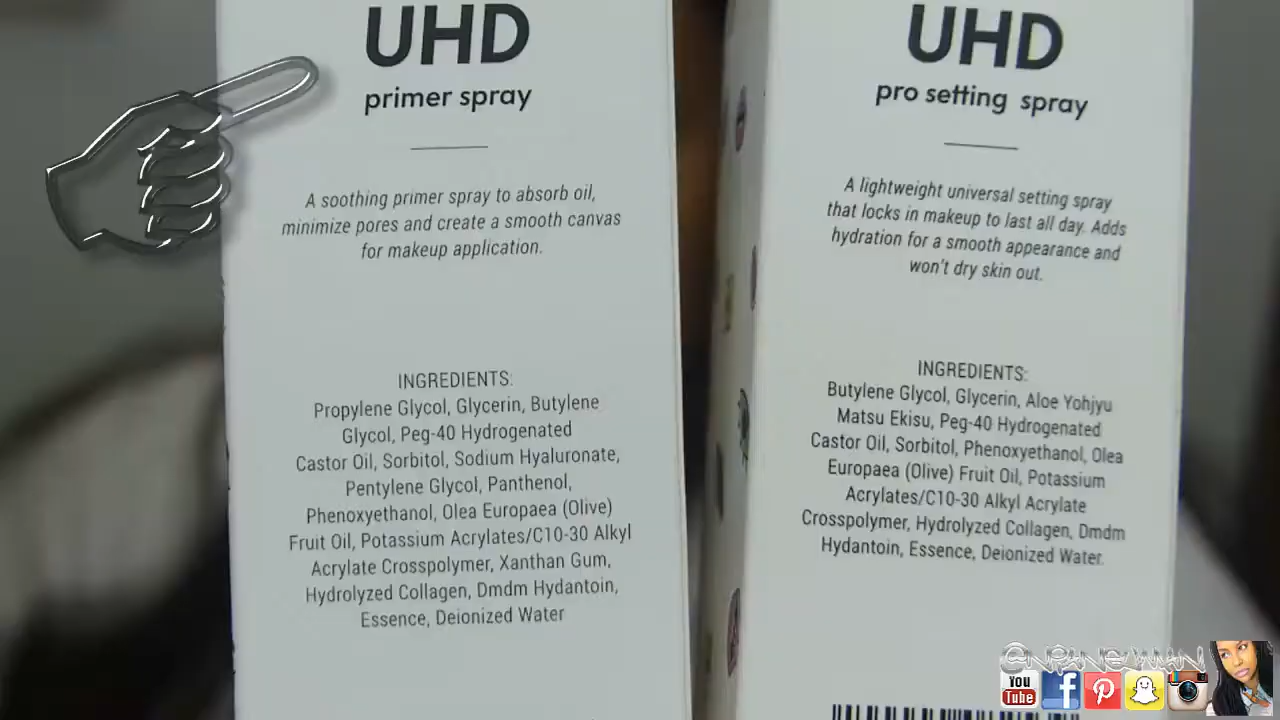 UHD
primer spray
A soothing primer spray to absorb oil,
minimize pores and create a smooth canvas
for makeup application.
INGREDIENTS:
Propylene Glycol, Glycerin, Butylene
Glycol, Peg-40 Hydrogenated
Castor Oil, Sorbitol, Sodium Hyaluronate,
Pentylene Glycol, Panthenol,
Phenoxyethanol, Olea Europaea (Olive)
Fruit Oil, Potassium Acrylates/C10-30 Alkyl
Acrylate Crosspolymer, Xanthan Gum,
Hydrolyzed Collagen, Dmdm Hydantoin,
Essence, Deionized Water
UHD
pro setting spray
A lightweight universal setting spray
that locks in makeup to last all day. Adds
hydration for a smooth appearance and
won't dry skin out.
INGREDIENTS:
Butylene Glycol, Glycerin, Aloe Yohjyu
Matsu Ekisu, Peg-40 Hydrogenated
Castor Oil, Sorbitol, Phenoxyethanol, Olea
Europaea (Olive) Fruit Oil, Potassium
Acrylates/C10-30 Alkyl Acrylate
Crosspolymer, Hydrolyzed Collagen, Dmdm
Hydantoin, Essence, Deionized Water.
You
Tube